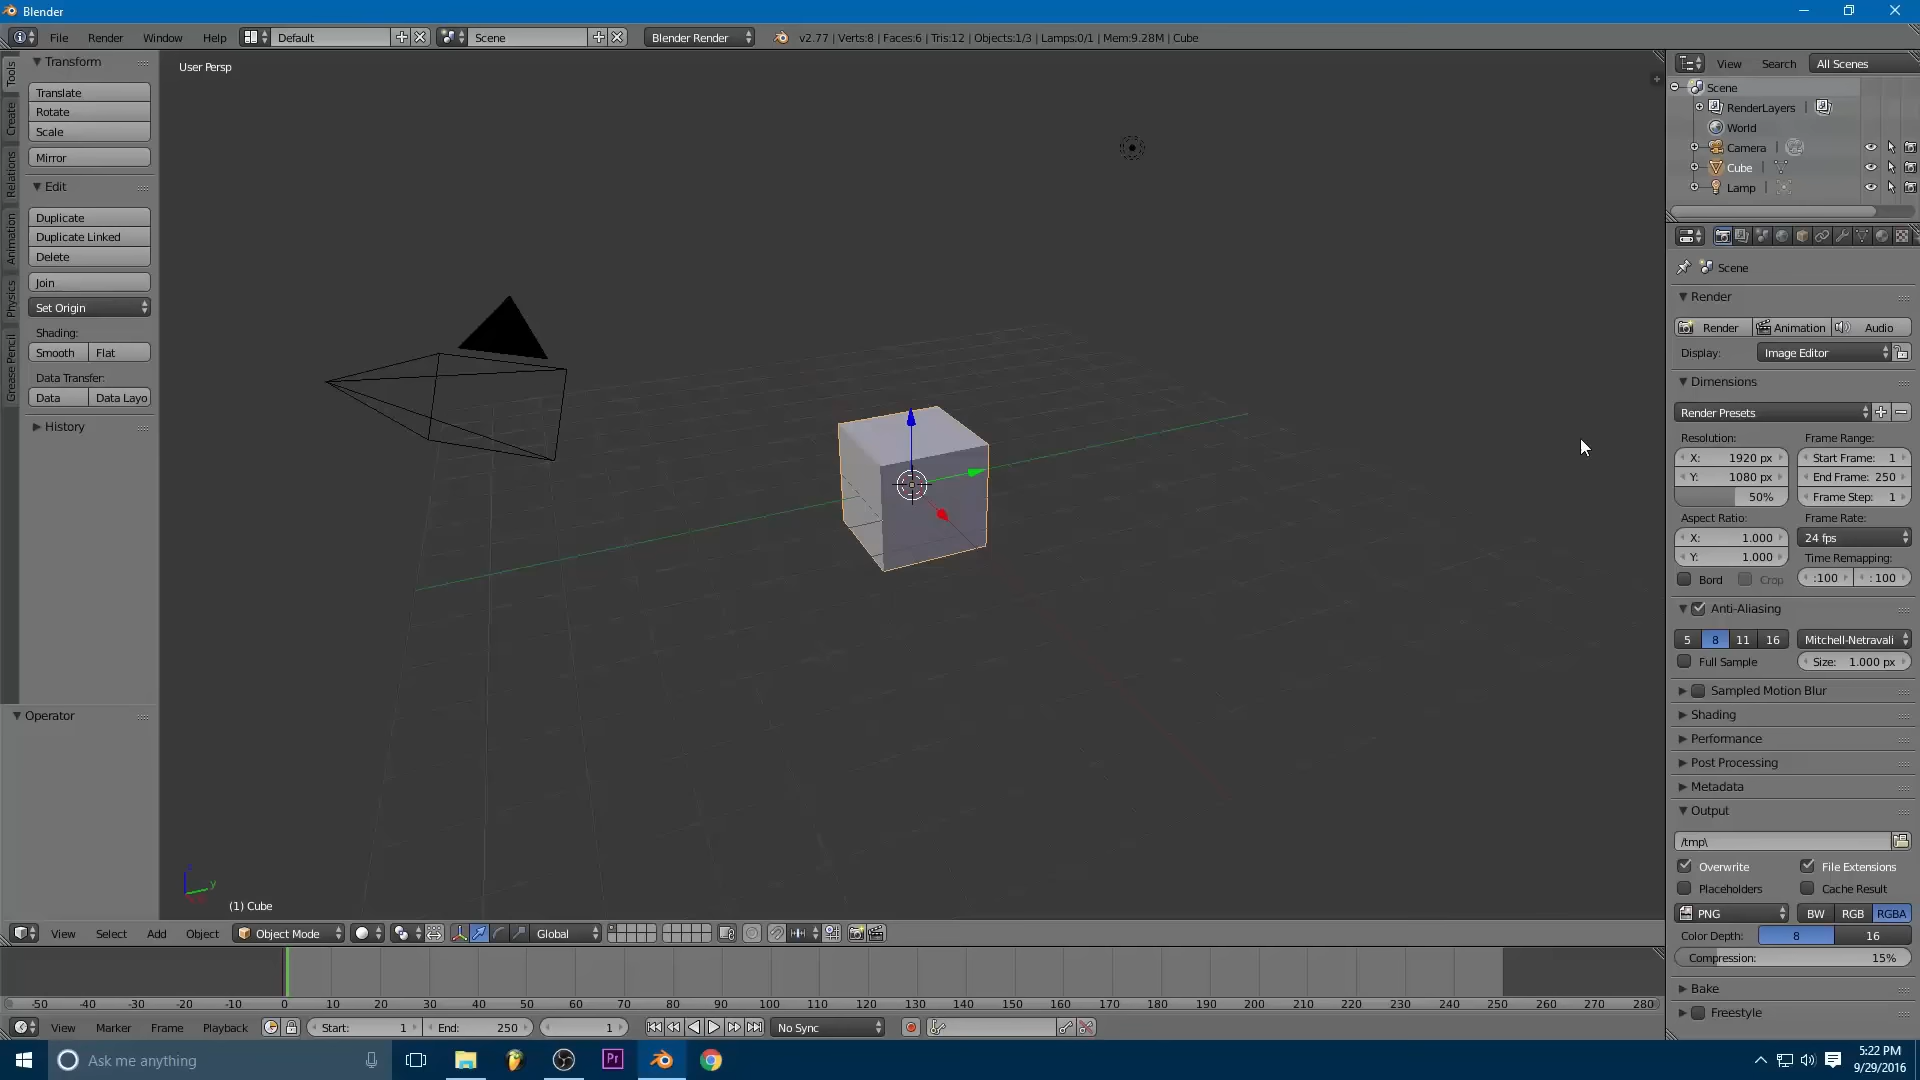 Blender
File Render Window Help Default Scene Blender Render v2.77 | Verts:8 | Faces:6 | Tris:12 | Objects:1/3 | Lamps:0/1 | Mem:9.28M | Cube
Tools
Create
Relations
Animation
Physics
Grease Pencil
Transform
Translate
Rotate
Scale
Mirror
Edit
Duplicate
Duplicate Linked
Delete
Join
Set Origin
Shading:
Smooth Flat
Data Transfer:
Data Data Layo
History
Operator
User Persp
y
(1) Cube
View Search All Scenes
Scene
RenderLayers |
World
Camera |
Cube |
Lamp |
Scene
Render
Render Animation Audio
Display: Image Editor
Dimensions
Render Presets
Resolution: Frame Range:
X: 1920 px Start Frame: 1
Y: 1080 px End Frame: 250
50% Frame Step: 1
Aspect Ratio: Frame Rate:
X: 1.000 24 fps
Y: 1.000 Time Remapping:
Bord Crop :100 : 100
Anti-Aliasing
5 8 11 16 Mitchell-Netravali
Full Sample Size: 1.000 px
Sampled Motion Blur
Shading
Performance
Post Processing
Metadata
Output
/tmp\
Overwrite File Extensions
Placeholders Cache Result
PNG BW RGB RGBA
Color Depth: 8 16
Compression: 15%
Bake
Freestyle
View Select Add Object Object Mode Global
-50 -40 -30 -20 -10 0 10 20 30 40 50 60 70 80 90 100 110 120 130 140 150 160 170 180 190 200 210 220 230 240 250 260 270 280
View Marker Frame Playback Start: 1 End: 250 1 No Sync
Ask me anything Pr 5:22 PM
9/29/2016